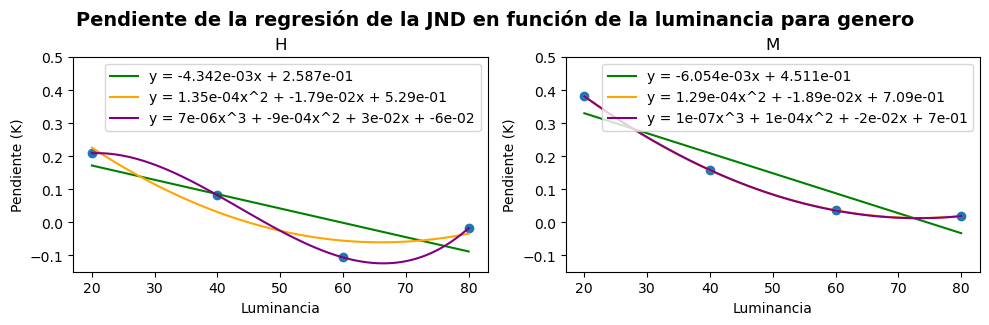 Pendiente de la regresión de la JND en función de la luminancia para genero
H
y = -4.342e-03x + 2.587e-01
y = 1.35e-04x^2 + -1.79e-02x + 5.29e-01
y = 7e-06x^3 + -9e-04x^2 + 3e-02x + -6e-02
Pendiente (K)
0.5
0.4
0.3
0.2
0.1
0.0
−0.1
20 30 40 50 60 70 80
Luminancia
M
y = -6.054e-03x + 4.511e-01
y = 1.29e-04x^2 + -1.89e-02x + 7.09e-01
y = 1e-07x^3 + 1e-04x^2 + -2e-02x + 7e-01
Pendiente (K)
0.5
0.4
0.3
0.2
0.1
0.0
−0.1
20 30 40 50 60 70 80
Luminancia